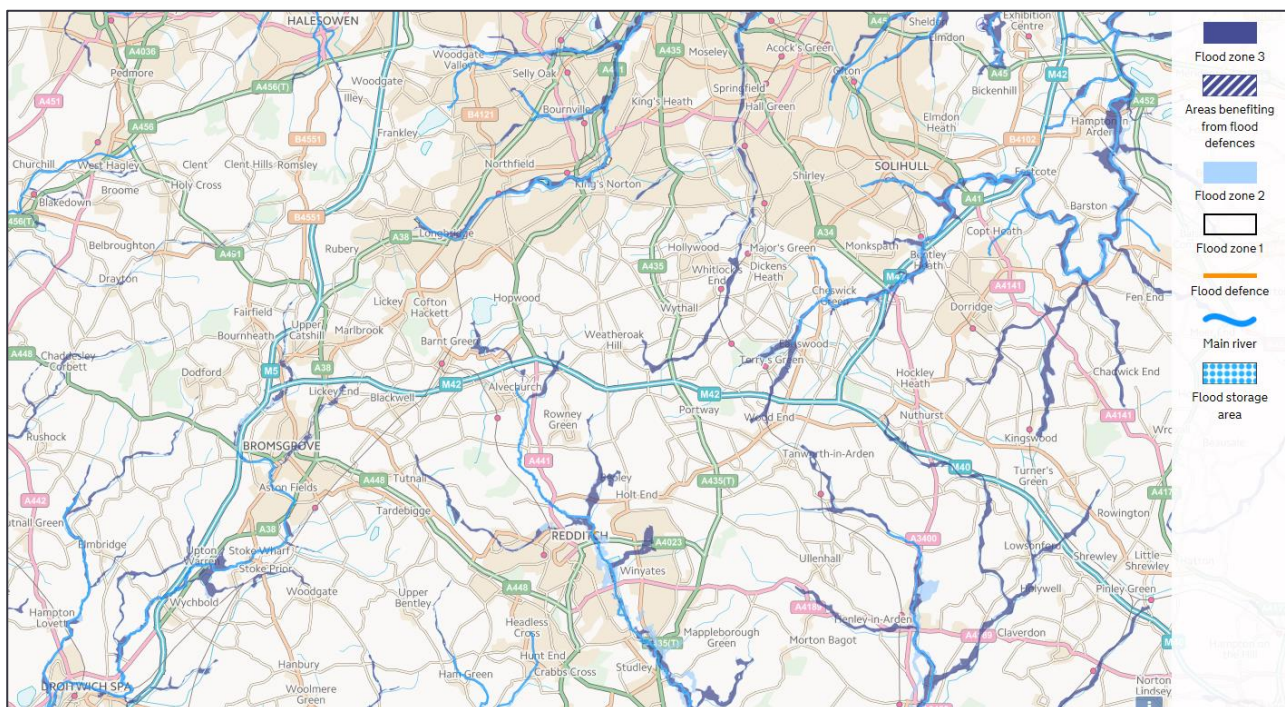 HALESOWEN
A4036
Pedmore
A456(T)
Woodgate
Woodgate Valley
Illey
Selly Oak
A435
Moseley
Acock's Green
Sheldon
Elmdon
Exhibition Centre
M42
A45
Bickenhill
A452
Hampton in Arden
Springfield
Hall Green
Olton
King's Heath
Bournville
B4121
A451
A456
B4551
Frankley
Northfield
Elmdon Heath
B4102
SOLIHULL
Churchill
West Hagley
Clent
Clent Hills
Romsley
Broome
Holy Cross
Blakedown
King's Norton
Shirley
A41
Barston
B4551
A38
Longbridge
Rubery
Belbroughton
A491
Drayton
Hollywood
Major's Green
A34
Monkspath
Copt Heath
Bentley Heath
A435
Whitlock's End
Dickens Heath
Cheswick Green
A4141
Dorridge
Fen End
Lickey
Cofton Hackett
Hopwood
Wythall
Fairfield
Upper Catshill
Marlbrook
Bournheath
Barnt Green
Weatheroak Hill
Terry's Green
Chaddesley Corbett
A448
Dodford
M5
A38
Lickey End
Blackwell
M42
Alvechurch
Rowney Green
Portway
M42
Wood End
Hockley Heath
Nuthurst
Chadwick End
A4141
Kingswood
Rushock
BROMSGROVE
A441
Tanworth-in-Arden
M40
Turner's Green
A442
Aston Fields
A448
Tutnall
Tardebigge
Holt End
A435(T)
Rowington
Elmbridge
A38
Upton Warren
Stoke Wharf
Stoke Prior
REDDITCH
A4023
Winyates
Ullenhall
A3400
Lowsonford
Shrewley
Little Shrewley
Holywell
Pinley Green
Wychbold
Woodgate
Upper Bentley
A448
Headless Cross
A4189
Henley-in-Arden
Morton Bagot
Claverdon
Hampton Lovett
Mappleborough Green
Hanbury
Woolmere Green
Ham Green
Hunt End
Crabbs Cross
Studley
DROITWICH SPA
Norton Lindsey
Flood zone 3
Areas benefiting
from flood
defences
Flood zone 2
Flood zone 1
Flood defence
Main river
Flood storage
area